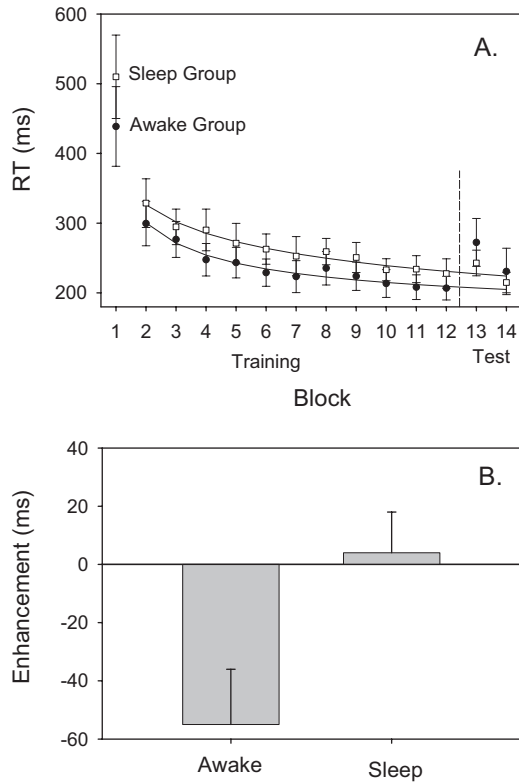 A.
600
500
400
300
200
RT (ms)
Sleep Group
Awake Group
1 2 3 4 5 6 7 8 9 10 11 12 13 14
Training Test
Block
B.
40
20
0
-20
-40
-60
Enhancement (ms)
Awake Sleep